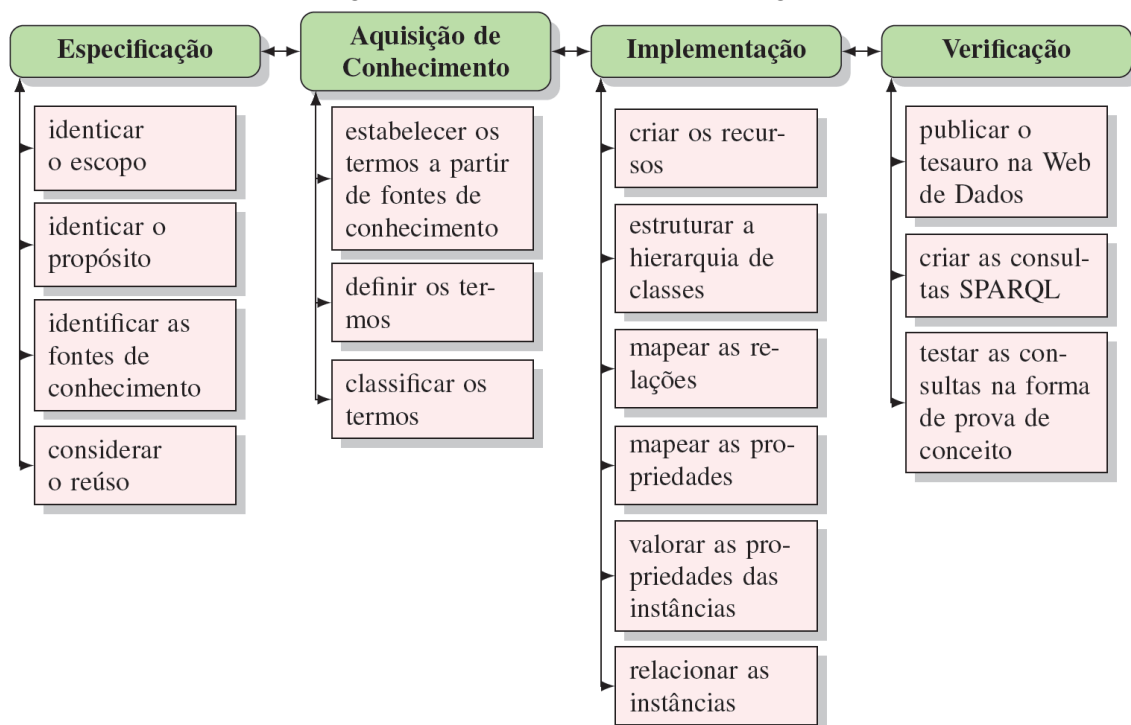 Especificação
identicar
o escopo
identicar o
propósito
identificar as
fontes de
conhecimento
considerar
o reúso
Aquisição de
Conhecimento
estabelecer os
termos a partir
de fontes de
conhecimento
definir os ter-
mos
classificar os
termos
Implementação
criar os recur-
sos
estruturar a
hierarquia de
classes
mapear as re-
lações
mapear as pro-
priedades
valorar as pro-
priedades das
instâncias
relacionar as
instâncias
Verificação
publicar o
tesauro na Web
de Dados
criar as consul-
tas SPARQL
testar as con-
sultas na forma
de prova de
conceito